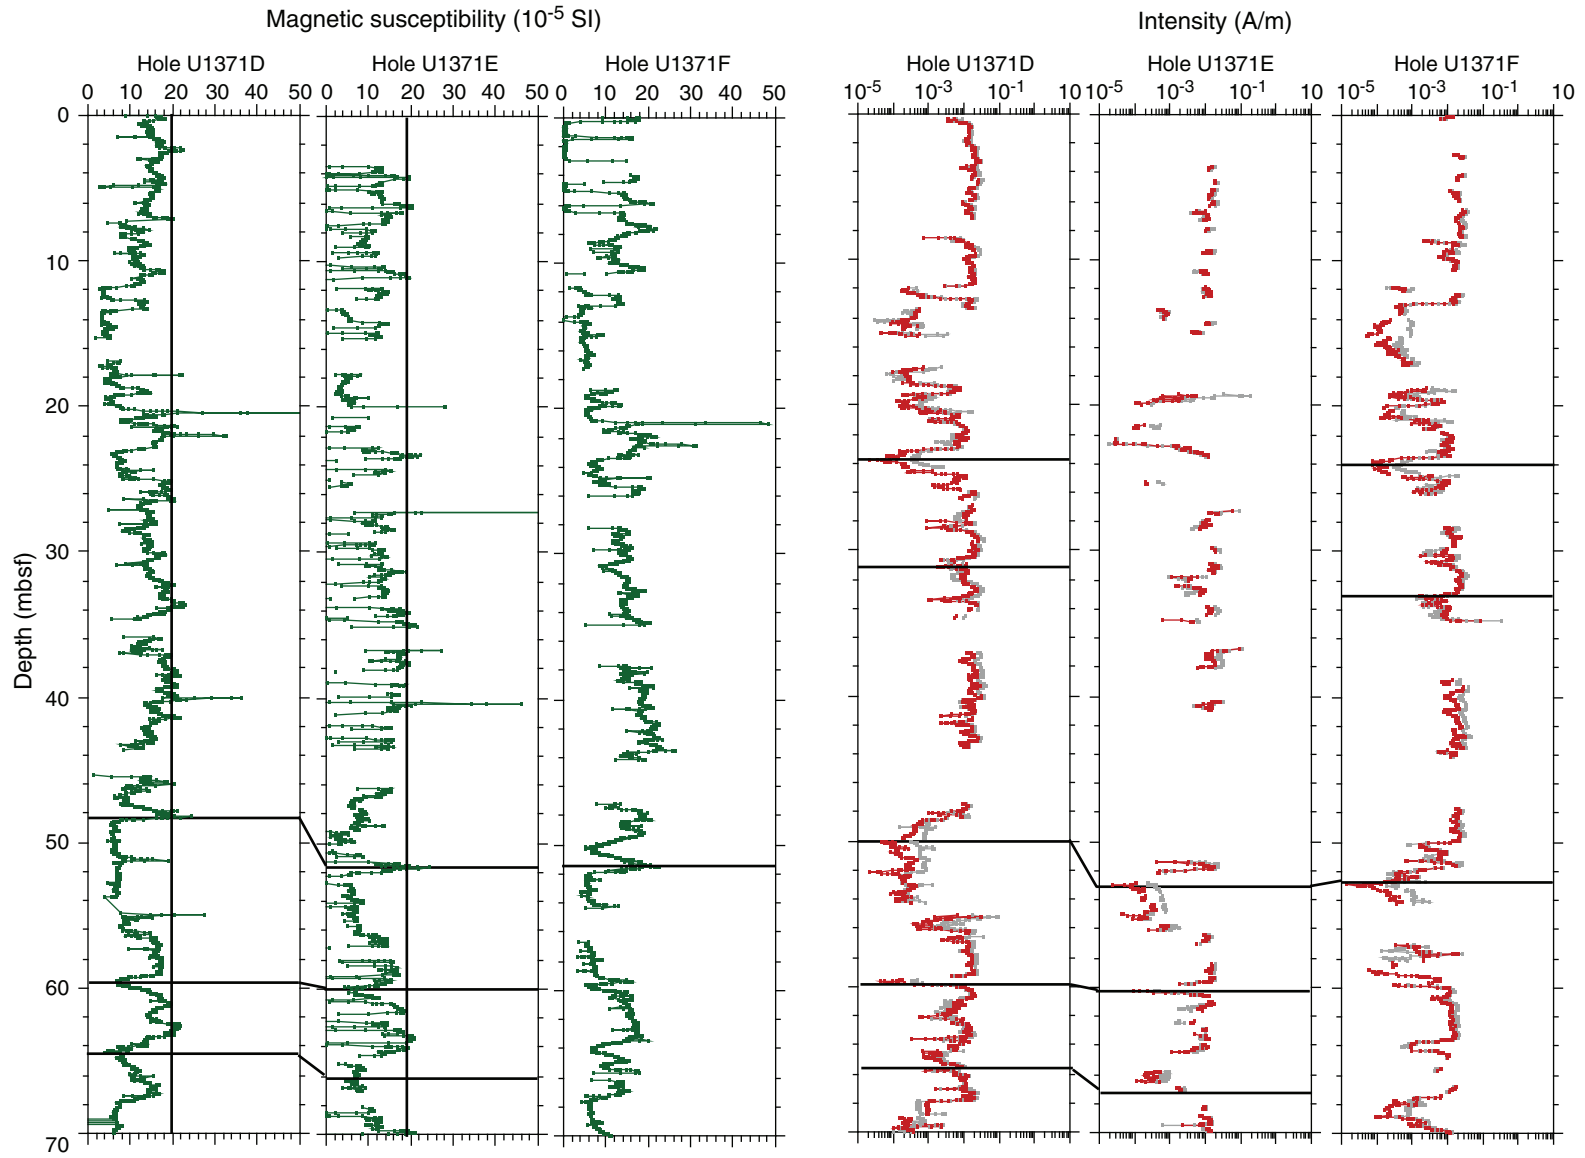 Magnetic susceptibility (10-5 SI)
Intensity (A/m)
Hole U1371D
Hole U1371E
Hole U1371F
Hole U1371D
Hole U1371E
Hole U1371F
0 10 20 30 40 50
0 10 20 30 40 50
0 10 20 30 40 50
10-5 10-3 10-1 10
10-5 10-3 10-1 10
10-5 10-3 10-1 10
0
10
20
30
40
50
60
70
Depth (mbsf)